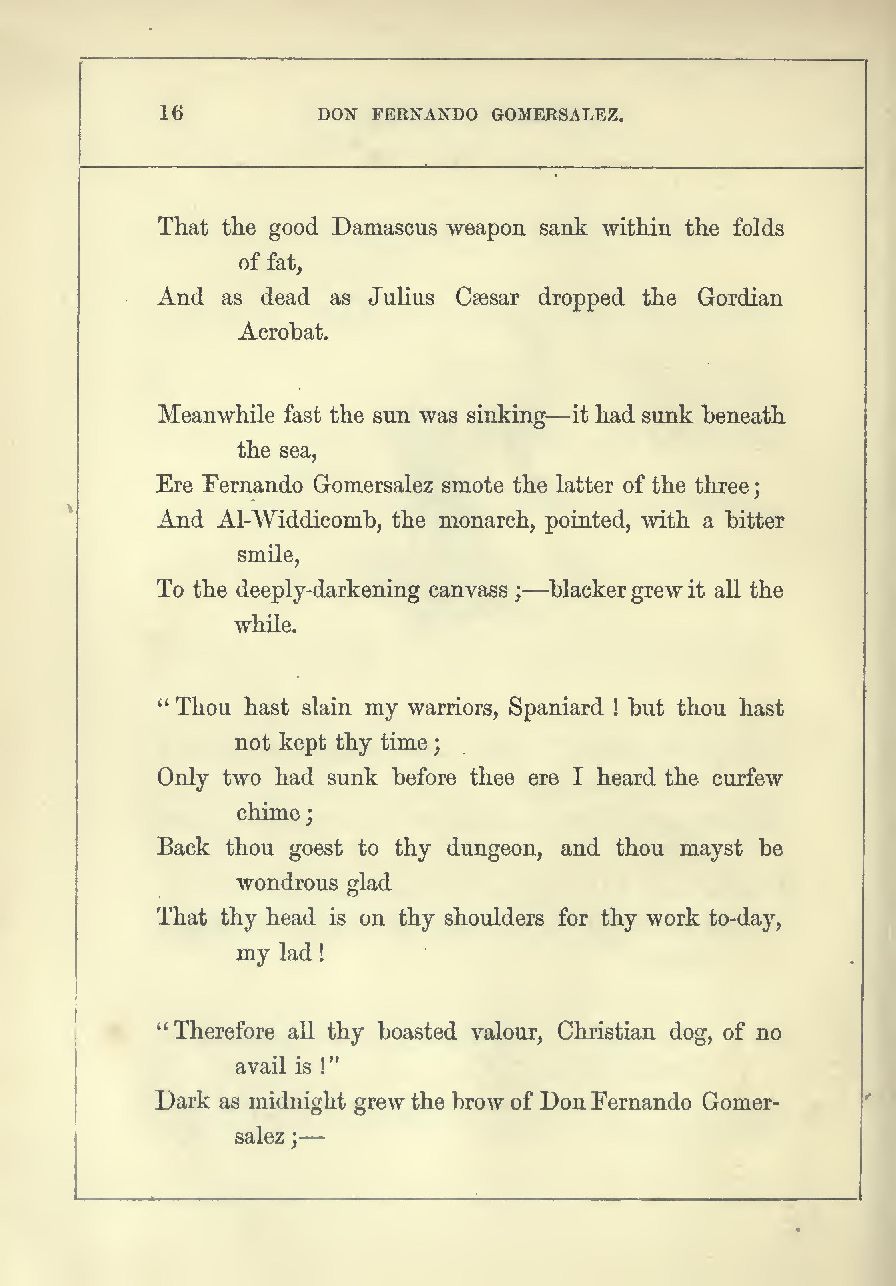 16 DON FERNANDO GOMERSALEZ.
That the good Damascus weapon sank within the folds
of fat,
And as dead as Julius Cæsar dropped the Gordian
Acrobat.
Meanwhile fast the sun was sinking—it had sunk beneath
the sea,
Ere Fernando Gomersalez smote the latter of the three;
And Al-Widdicomb, the monarch, pointed, with a bitter
smile,
To the deeply-darkening canvass ;—blacker grew it all the
while.
“ Thou hast slain my warriors, Spaniard ! but thou hast
not kept thy time ;
Only two had sunk before thee ere I heard the curfew
chime ;
Back thou goest to thy dungeon, and thou mayst be
wondrous glad
That thy head is on thy shoulders for thy work to-day,
my lad !
“ Therefore all thy boasted valour, Christian dog, of no
avail is !”
Dark as midnight grew the brow of Don Fernando Gomer-
salez ;—